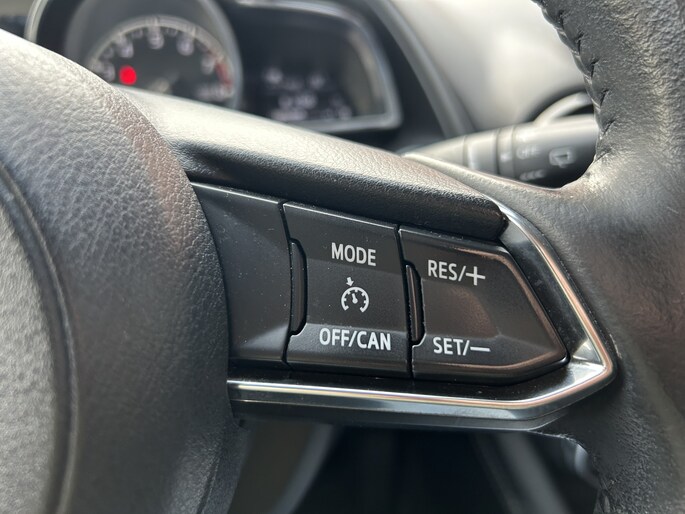 MODE
OFF/CAN
RES/+
SET/—